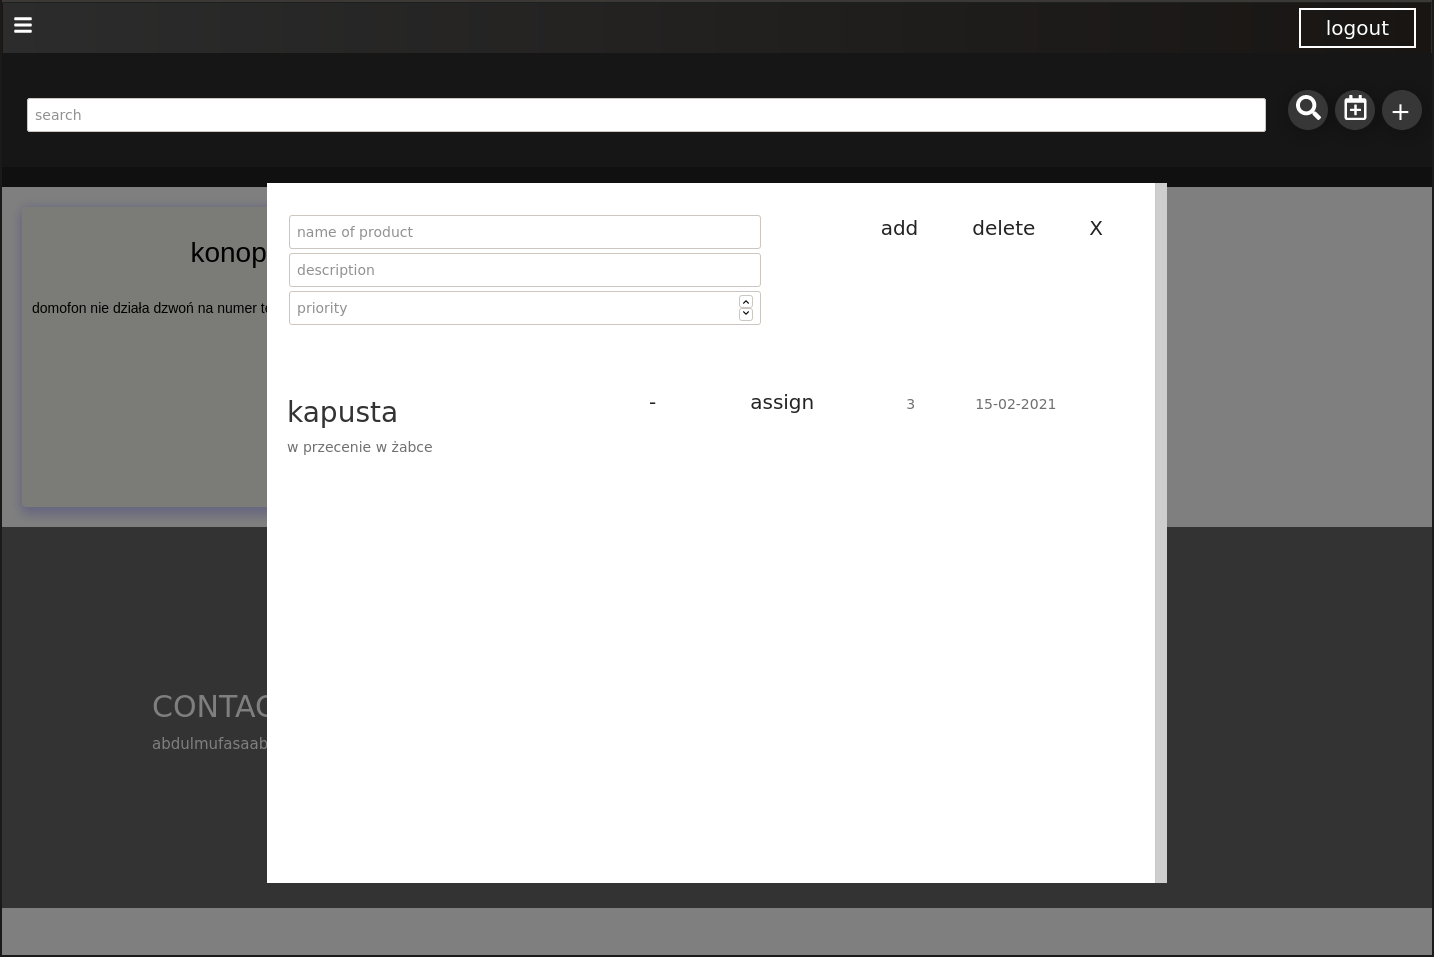 logout
search
name of product
add delete X
description
priority
konop
domofon nie działa dzwoń na numer
kapusta - assign 3 15-02-2021
w przecenie w żabce
CONTAC
abdulmufasaab